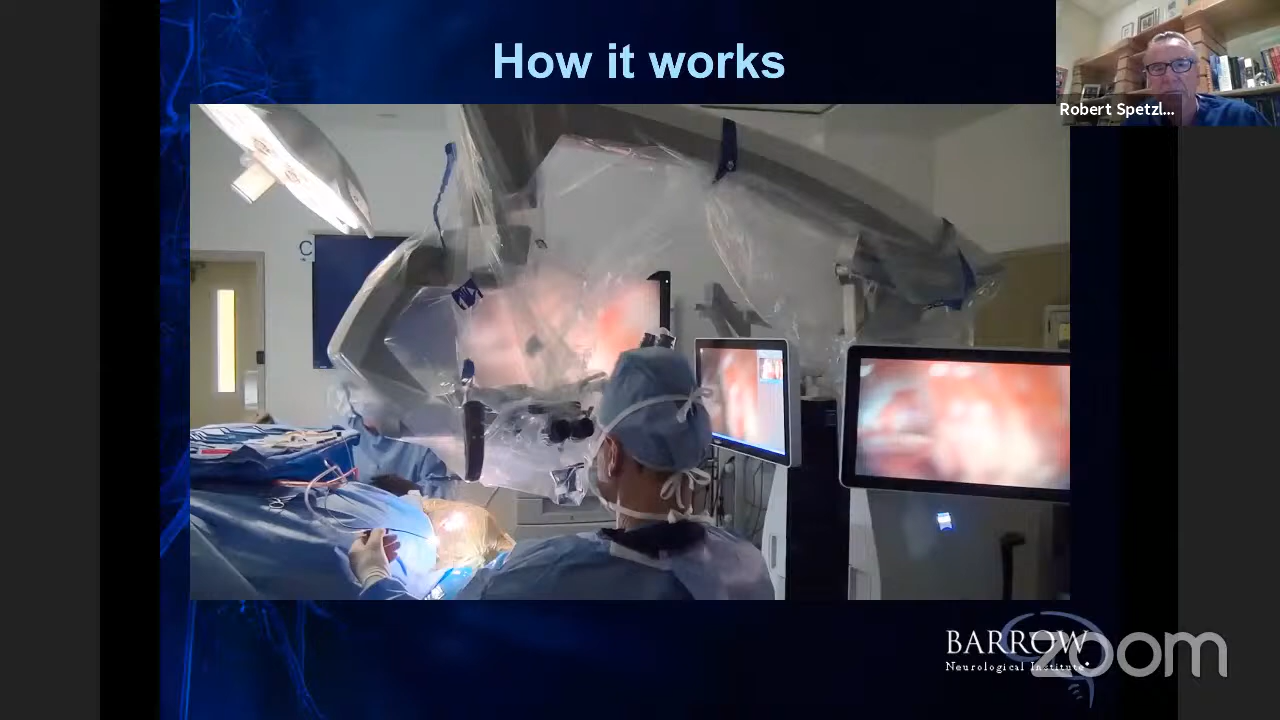 How it works
Robert Spetzl...
C
BARROW
Neurological Institute
zoom